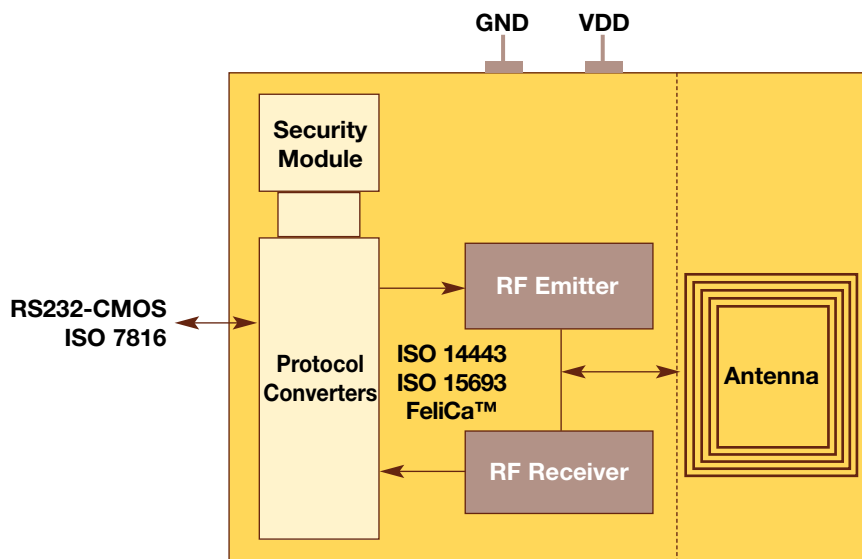 GND
VDD
Security
Module
RF Emitter
RS232-CMOS
ISO 7816
Protocol
Converters
ISO 14443
ISO 15693
FeliCa™
Antenna
RF Receiver